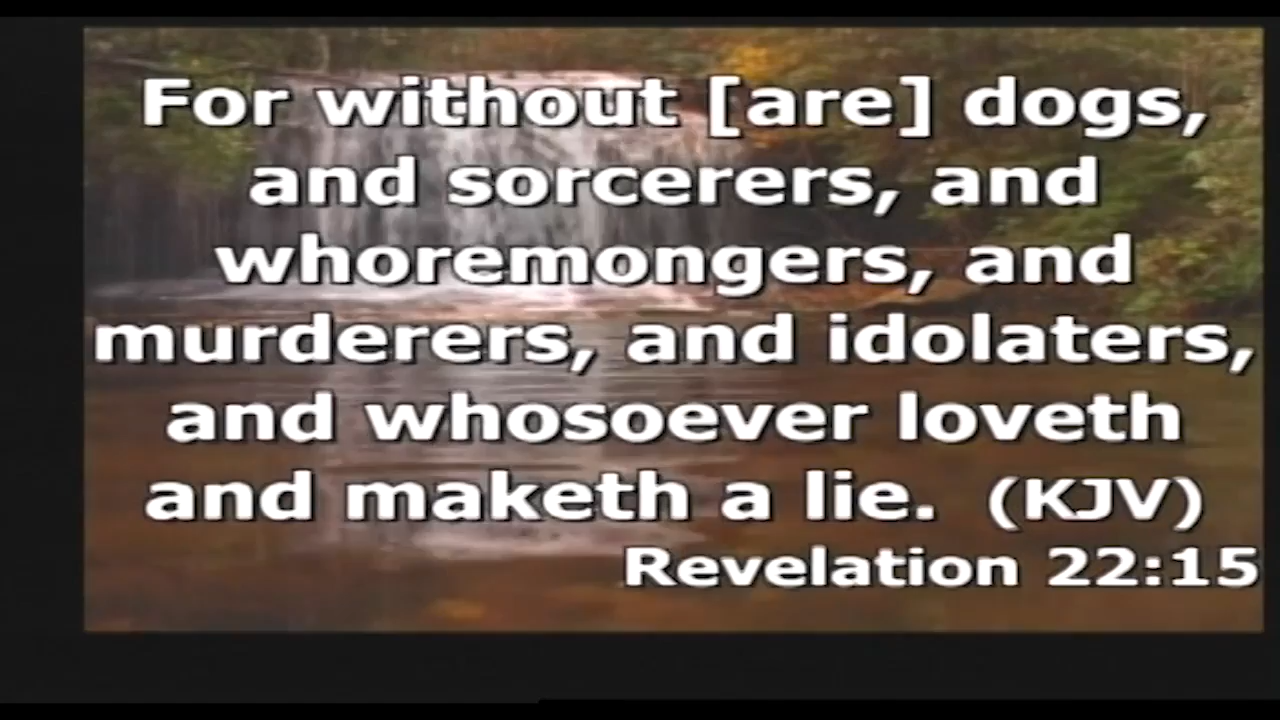 For without [are] dogs,
and sorcerers, and
whoremongers, and
murderers, and idolaters,
and whosoever loveth
and maketh a lie. (KJV)
Revelation 22:15